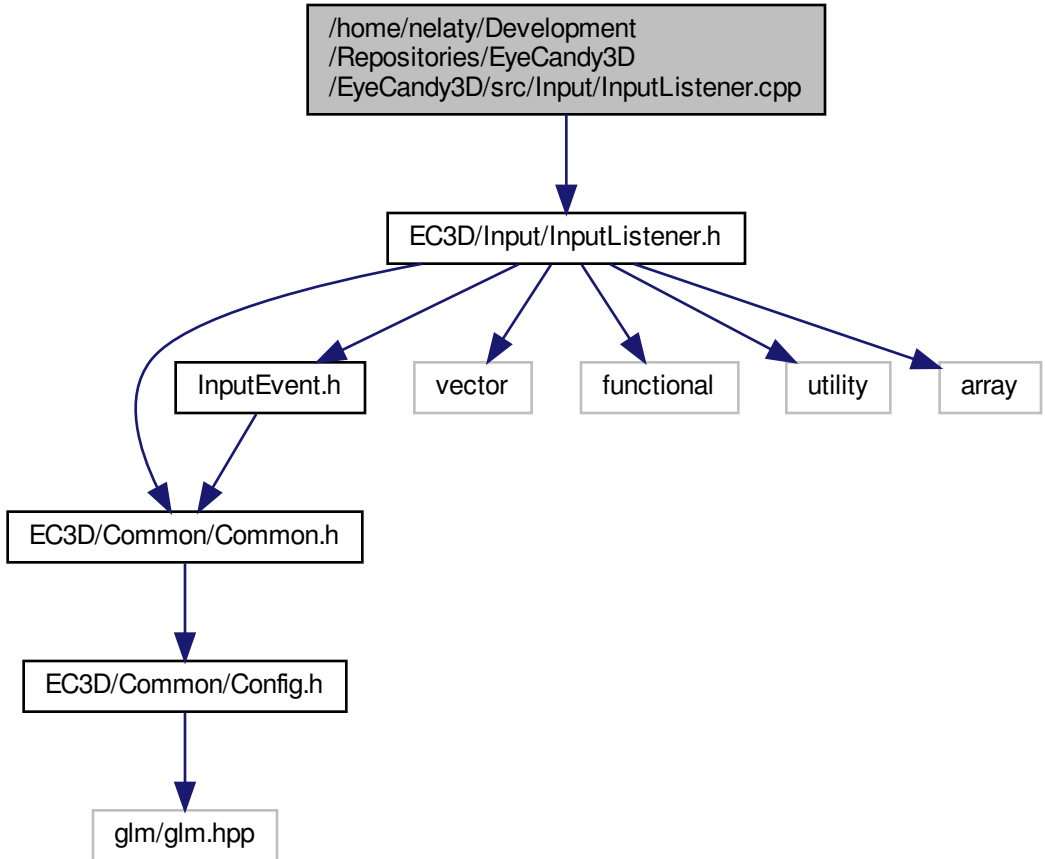 /home/nelaty/Development
/Repositories/EyeCandy3D
/EyeCandy3D/src/Input/InputListener.cpp
EC3D/Input/InputListener.h
InputEvent.h
vector
functional
utility
array
EC3D/Common/Common.h
EC3D/Common/Config.h
glm/glm.hpp